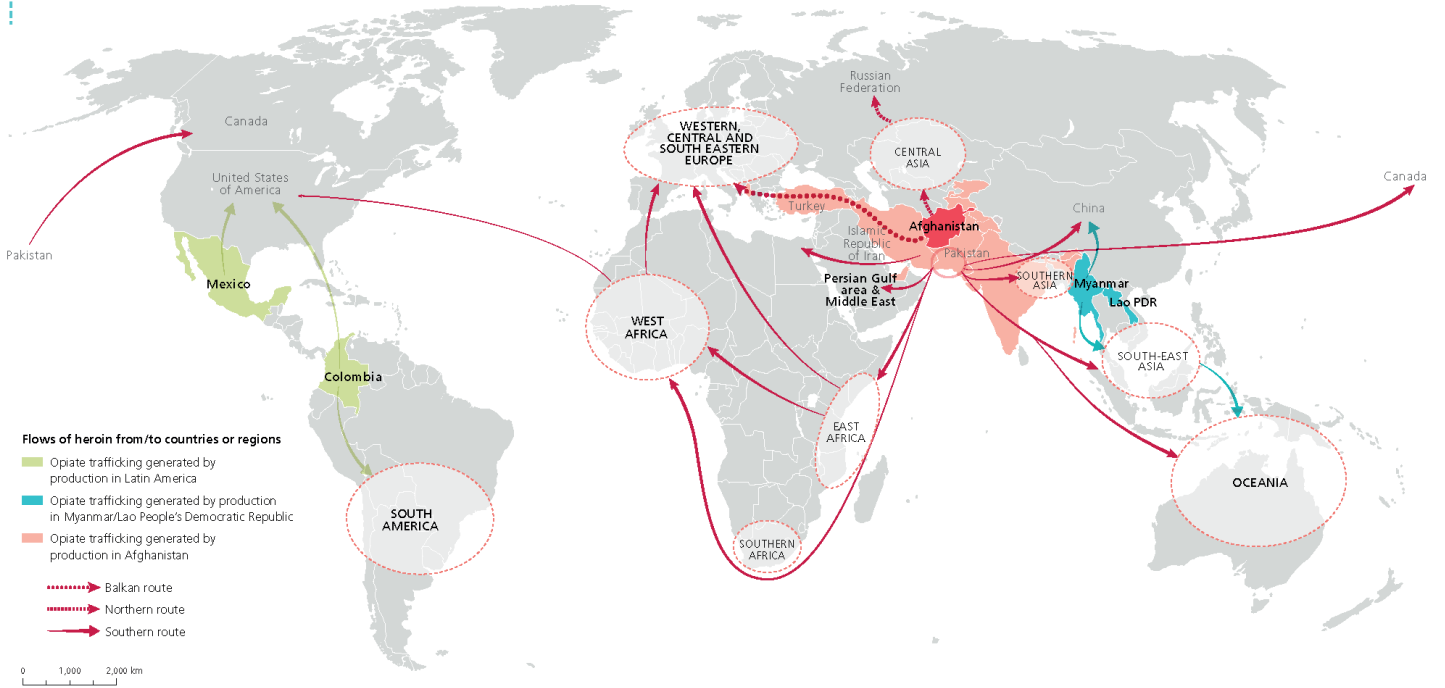 Russian
Federation
Canada
WESTERN,
CENTRAL AND
SOUTH EASTERN
EUROPE
CENTRAL
ASIA
United States
of America
Canada
Turkey
China
Afghanistan
Islamic
Republic
of Iran
Pakistan
Pakistan
Mexico
Persian Gulf
area &
Middle East
SOUTHERN
ASIA
Myanmar
Lao PDR
WEST
AFRICA
SOUTH-EAST
ASIA
Colombia
EAST
AFRICA
OCEANIA
SOUTH
AMERICA
SOUTHERN
AFRICA
Flows of heroin from/to countries or regions
Opiate trafficking generated by
production in Latin America
Opiate trafficking generated by production
in Myanmar/Lao People's Democratic Republic
Opiate trafficking generated by
production in Afghanistan
Balkan route
Northern route
Southern route
0 1,000 2,000 km